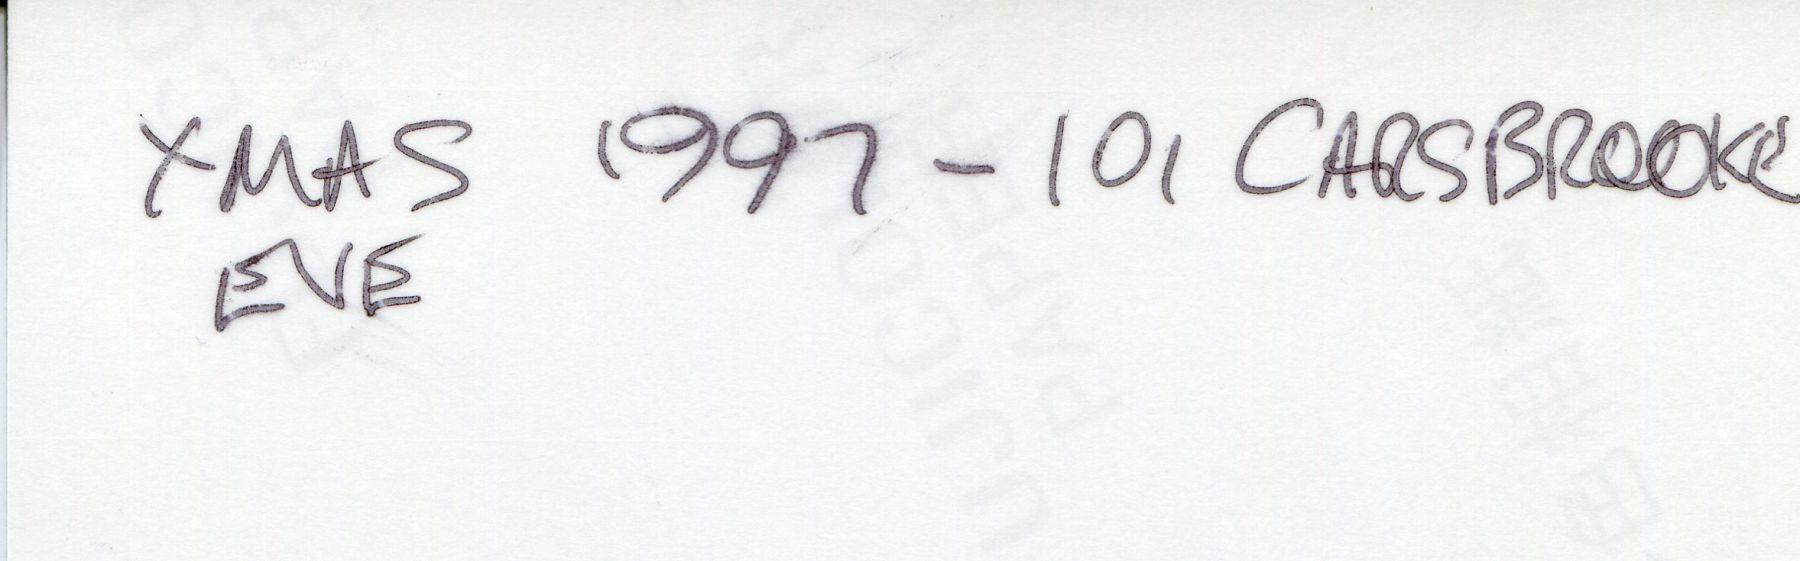 XMAS 1997 - 101 CARSBROOKE
EVE